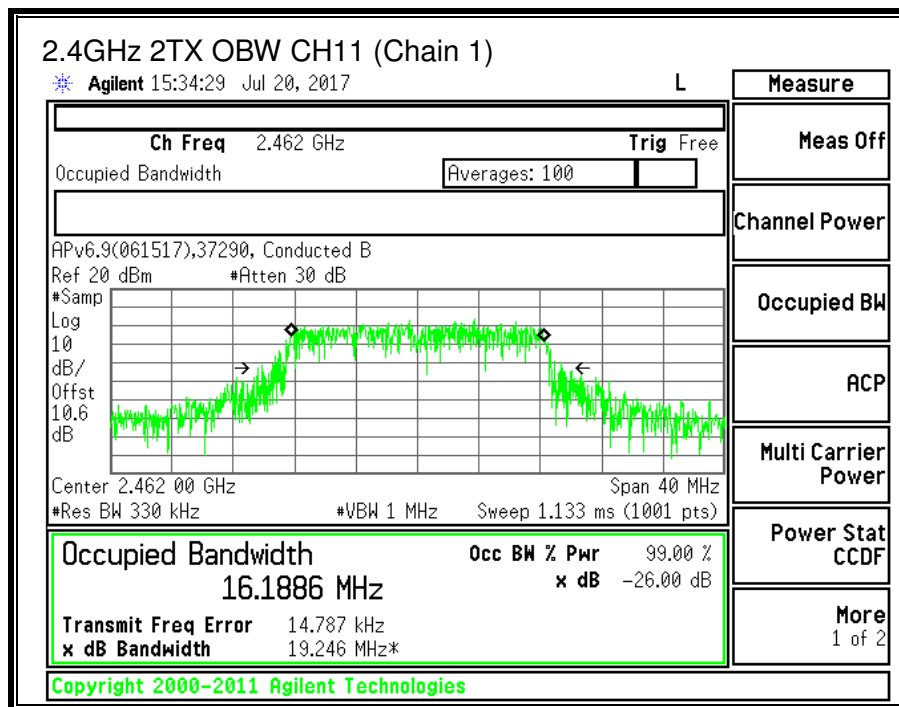 2.4GHz 2TX OBW CH11 (Chain 1)
Agilent 15:34:29 Jul 20, 2017 L
Measure
Ch Freq 2.462 GHz Trig Free
Meas Off
Occupied Bandwidth Averages: 100
Channel Power
APv6.9(061517),37290, Conducted B
Ref 20 dBm #Atten 30 dB
Occupied BW
#Samp
Log
10
dB/
Offst
10.6
dB
ACP
Multi Carrier
Power
Center 2.462 00 GHz Span 40 MHz
#Res BW 330 kHz #VBW 1 MHz Sweep 1.133 ms (1001 pts)
Power Stat
CCDF
Occupied Bandwidth Occ BW % Pwr 99.00 %
16.1886 MHz x dB -26.00 dB
Transmit Freq Error 14.787 kHz
x dB Bandwidth 19.246 MHz*
More
1 of 2
Copyright 2000-2011 Agilent Technologies